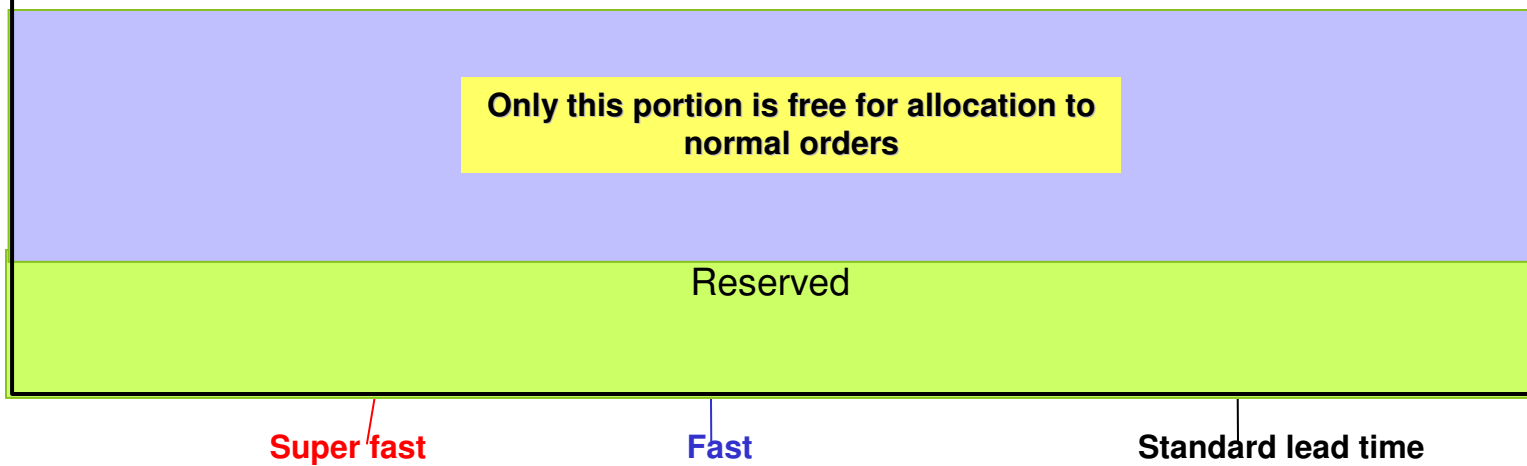 Only this portion is free for allocation to
normal orders
Reserved
Super fast
Fast
Standard lead time